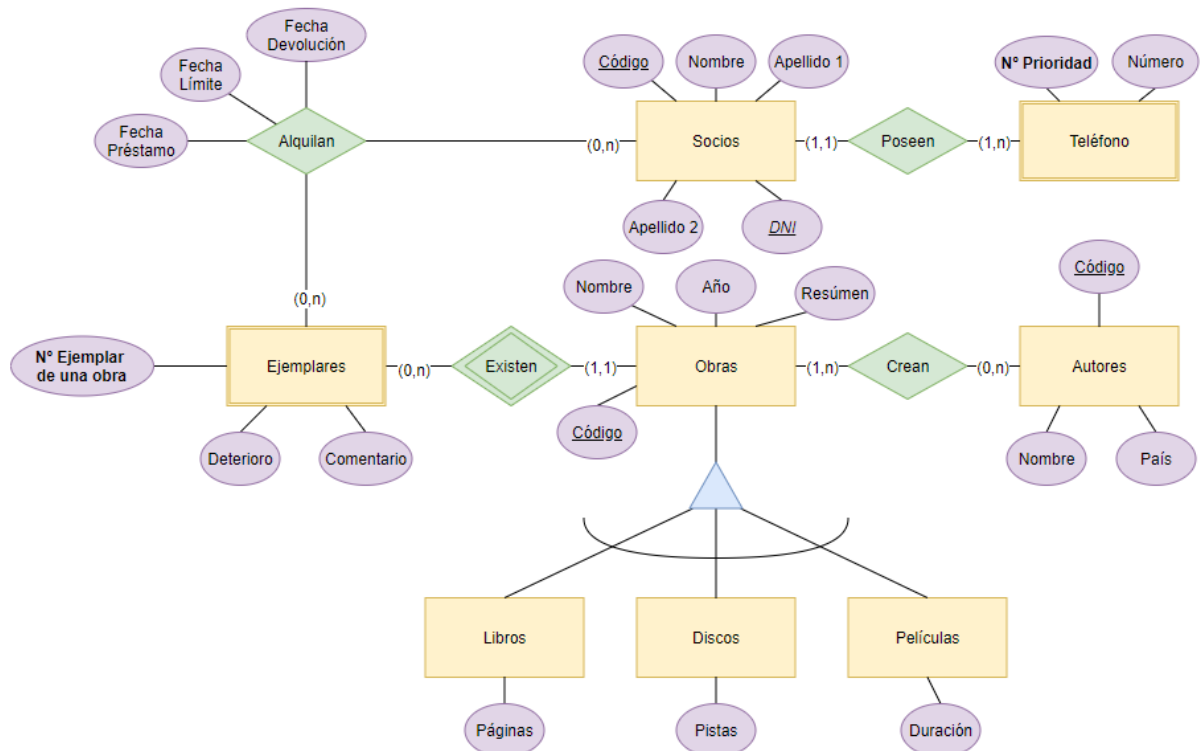 Fecha
Devolución
Fecha
Límite
Fecha
Préstamo
Alquilan
(0,n)
Código
Nombre
Apellido 1
Socios
Apellido 2
DNI
(1,1)
Poseen
(1,n)
Nº Prioridad
Número
Teléfono
(0,n)
Nº Ejemplar
de una obra
Ejemplares
Deterioro
Comentario
(0,n)
Existen
(1,1)
Nombre
Año
Resúmen
Obras
Código
(1,n)
Crean
(0,n)
Código
Autores
Nombre
País
Libros
Discos
Películas
Páginas
Pistas
Duración